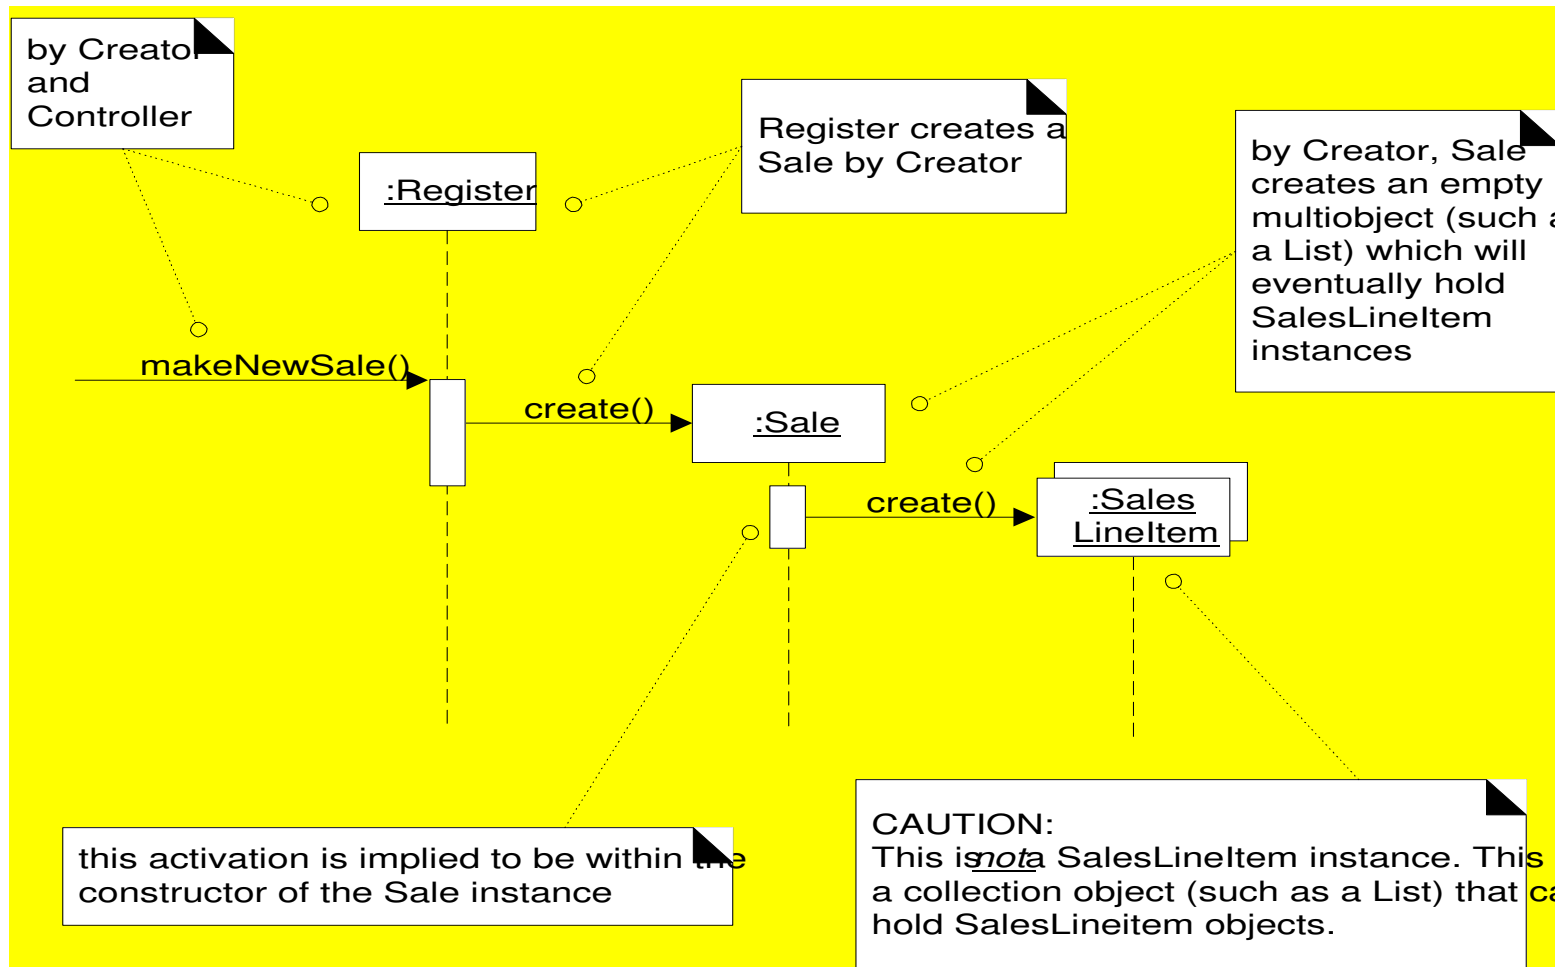 by Creator
and
Controller
Register creates a
Sale by Creator
by Creator, Sale
creates an empty
multiobject (such a
a List) which will
eventually hold
SalesLineItem
instances
:Register
makeNewSale()
create()
:Sale
create()
:Sales
LineItem
this activation is implied to be within the
constructor of the Sale instance
CAUTION:
This is not a SalesLineItem instance. This
a collection object (such as a List) that ca
hold SalesLineitem objects.